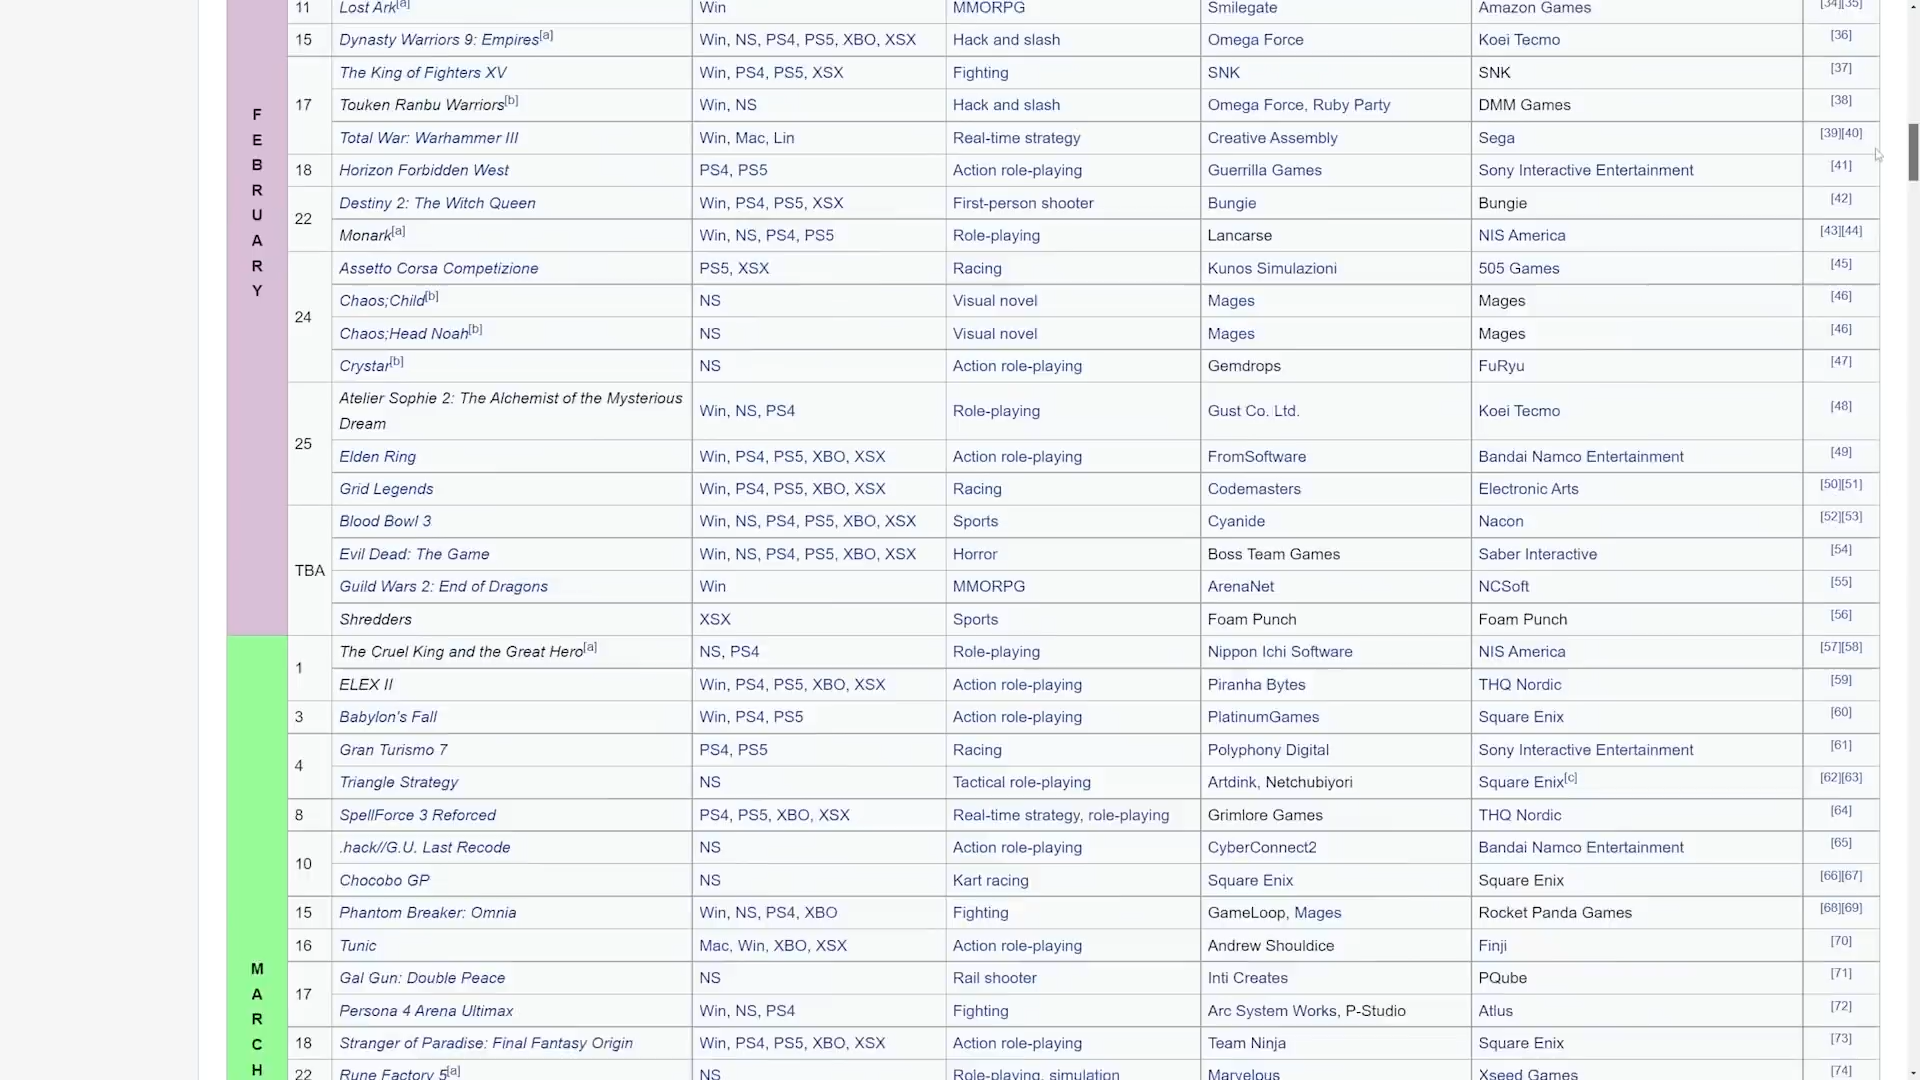 11 Lost Ark[a] Win MMORPG Smilegate Amazon Games [34][35]
15 Dynasty Warriors 9: Empires[a] Win, NS, PS4, PS5, XBO, XSX Hack and slash Omega Force Koei Tecmo [36]
The King of Fighters XV Win, PS4, PS5, XSX Fighting SNK SNK [37]
17 Touken Ranbu Warriors[b] Win, NS Hack and slash Omega Force, Ruby Party DMM Games [38]
Total War: Warhammer III Win, Mac, Lin Real-time strategy Creative Assembly Sega [39][40]
18 Horizon Forbidden West PS4, PS5 Action role-playing Guerrilla Games Sony Interactive Entertainment [41]
22 Destiny 2: The Witch Queen Win, PS4, PS5, XSX First-person shooter Bungie Bungie [42]
Monark[a] Win, NS, PS4, PS5 Role-playing Lancarse NIS America [43][44]
FEBRUARY
24 Assetto Corsa Competizione PS5, XSX Racing Kunos Simulazioni 505 Games [45]
Chaos;Child[b] NS Visual novel Mages Mages [46]
Chaos;Head Noah[b] NS Visual novel Mages Mages [46]
Crystar[b] NS Action role-playing Gemdrops FuRyu [47]
25 Atelier Sophie 2: The Alchemist of the Mysterious
Dream Win, NS, PS4 Role-playing Gust Co. Ltd. Koei Tecmo [48]
Elden Ring Win, PS4, PS5, XBO, XSX Action role-playing FromSoftware Bandai Namco Entertainment [49]
Grid Legends Win, PS4, PS5, XBO, XSX Racing Codemasters Electronic Arts [50][51]
TBA Blood Bowl 3 Win, NS, PS4, PS5, XBO, XSX Sports Cyanide Nacon [52][53]
Evil Dead: The Game Win, NS, PS4, PS5, XBO, XSX Horror Boss Team Games Saber Interactive [54]
Guild Wars 2: End of Dragons Win MMORPG ArenaNet NCSoft [55]
Shredders XSX Sports Foam Punch Foam Punch [56]
1 The Cruel King and the Great Hero[a] NS, PS4 Role-playing Nippon Ichi Software NIS America [57][58]
ELEX II Win, PS4, PS5, XBO, XSX Action role-playing Piranha Bytes THQ Nordic [59]
3 Babylon's Fall Win, PS4, PS5 Action role-playing PlatinumGames Square Enix [60]
4 Gran Turismo 7 PS4, PS5 Racing Polyphony Digital Sony Interactive Entertainment [61]
Triangle Strategy NS Tactical role-playing Artdink, Netchubiyori Square Enix[c] [62][63]
8 SpellForce 3 Reforced PS4, PS5, XBO, XSX Real-time strategy, role-playing Grimlore Games THQ Nordic [64]
10 .hack//G.U. Last Recode NS Action role-playing CyberConnect2 Bandai Namco Entertainment [65]
Chocobo GP NS Kart racing Square Enix Square Enix [66][67]
15 Phantom Breaker: Omnia Win, NS, PS4, XBO Fighting GameLoop, Mages Rocket Panda Games [68][69]
16 Tunic Mac, Win, XBO, XSX Action role-playing Andrew Shouldice Finji [70]
MARCH
17 Gal Gun: Double Peace NS Rail shooter Inti Creates PQube [71]
Persona 4 Arena Ultimax Win, NS, PS4 Fighting Arc System Works, P-Studio Atlus [72]
18 Stranger of Paradise: Final Fantasy Origin Win, PS4, PS5, XBO, XSX Action role-playing Team Ninja Square Enix [73]
22 Rune Factory 5[a] NS Role-playing, simulation Marvelous Xseed Games [74]